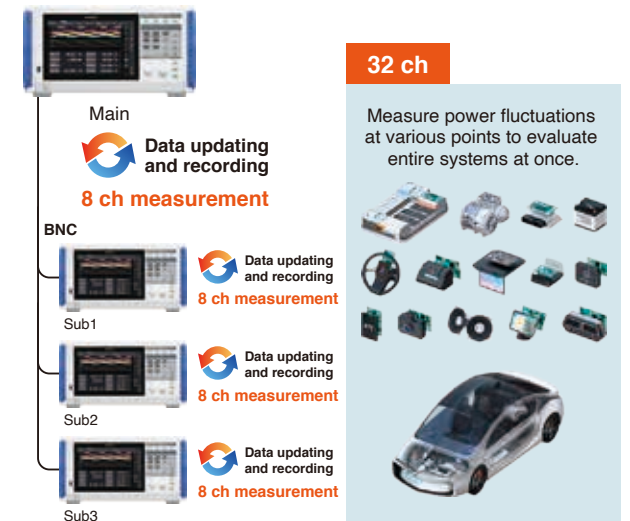 Main
Data updating
and recording
8 ch measurement
BNC
Data updating
and recording
8 ch measurement
Sub1
Data updating
and recording
8 ch measurement
Sub2
Data updating
and recording
8 ch measurement
Sub3
32 ch
Measure power fluctuations
at various points to evaluate
entire systems at once.